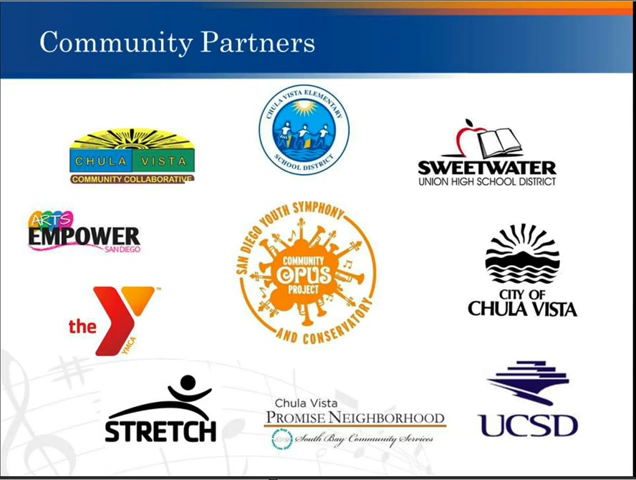 Community Partners
CHULA VISTA ELEMENTARY
SCHOOL DISTRICT
CHULA VISTA
COMMUNITY COLLABORATIVE
SWEETWATER
UNION HIGH SCHOOL DISTRICT
ARTS
EMPOWER
SAN DIEGO
SAN DIEGO YOUTH SYMPHONY
COMMUNITY
OPUS
PROJECT
AND CONSERVATORY
CITY OF
CHULA VISTA
the Y
YMCA
STRETCH
Chula Vista
PROMISE NEIGHBORHOOD
South Bay Community Services
UCSD